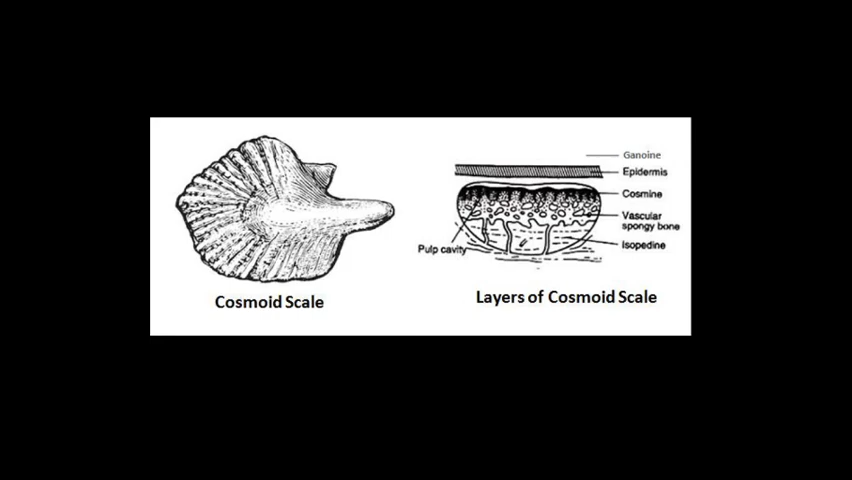 Ganoine
Epidermis
Cosmine
Vascular
spongy bone
Isopedine
Pulp cavity
Cosmoid Scale
Layers of Cosmoid Scale